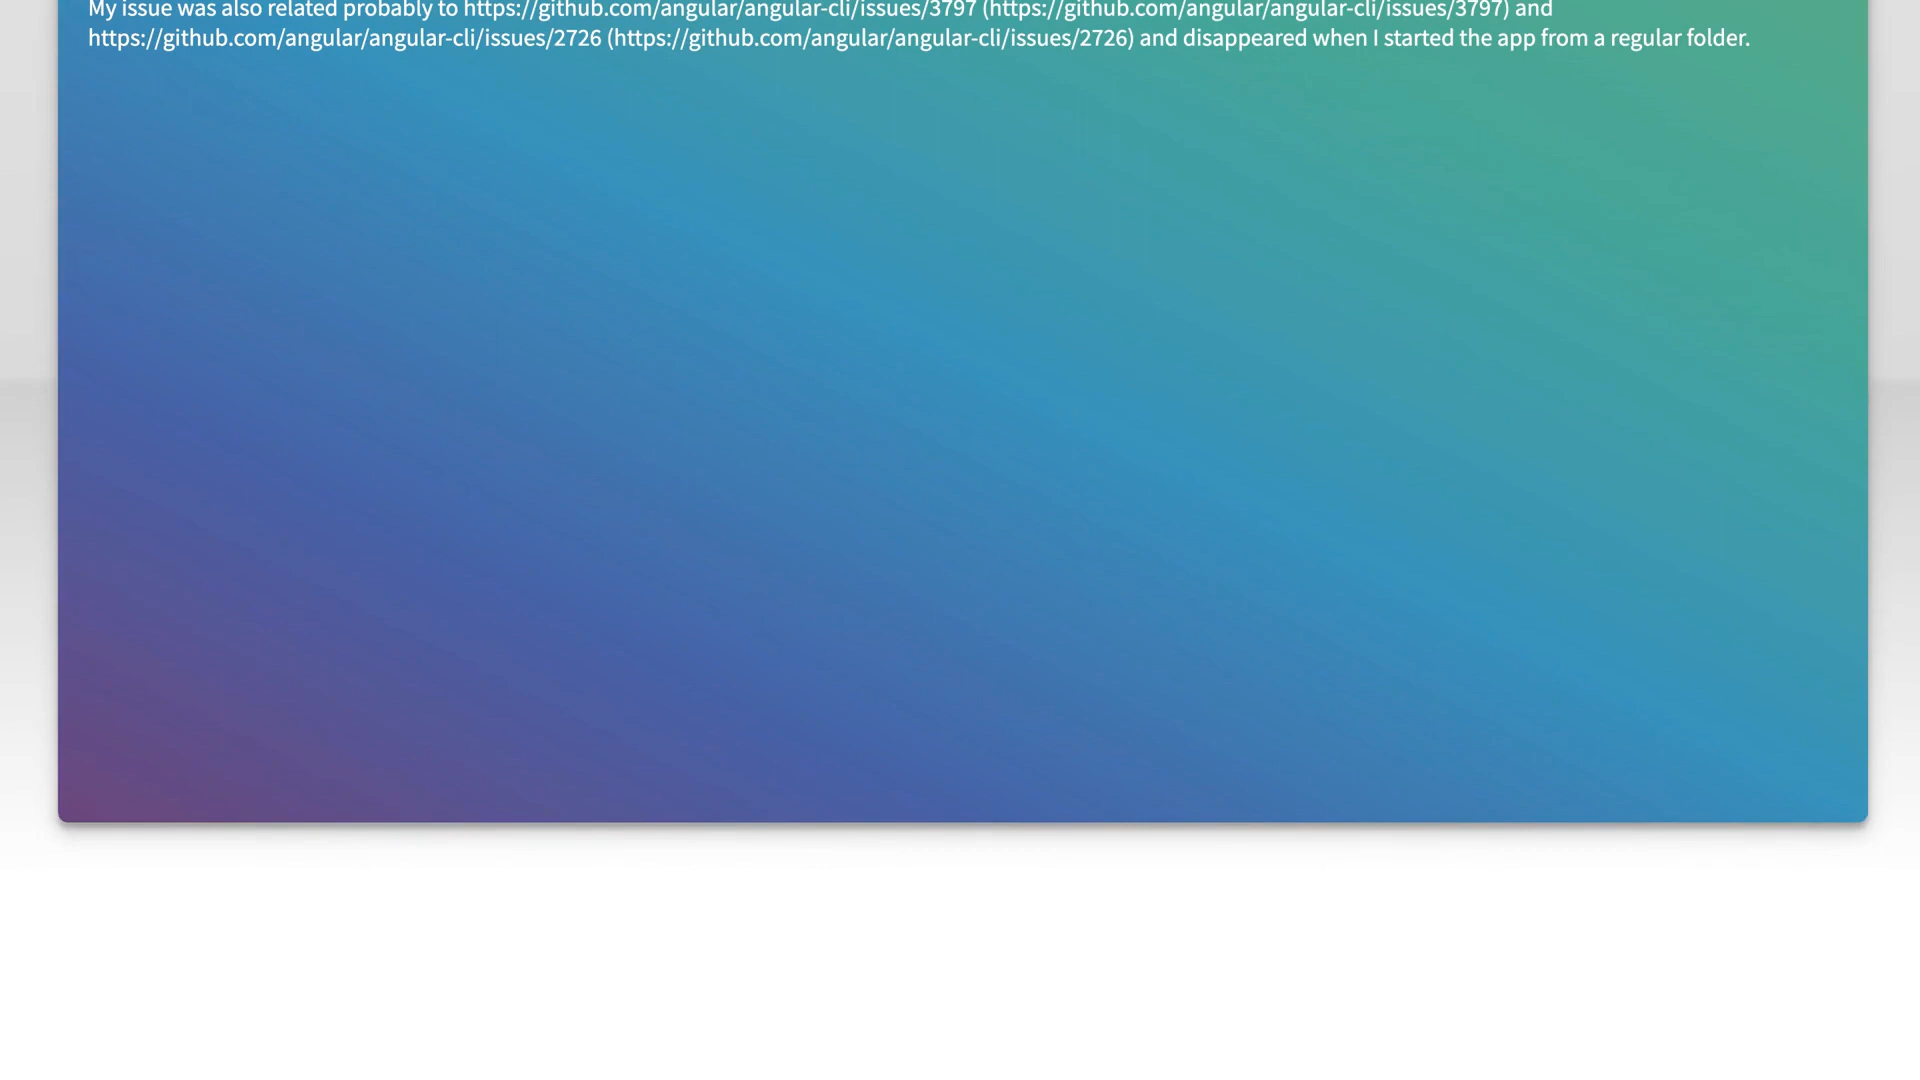 My issue was also related probably to https://github.com/angular/angular-cli/issues/3797 (https://github.com/angular/angular-cli/issues/3797) and
https://github.com/angular/angular-cli/issues/2726 (https://github.com/angular/angular-cli/issues/2726) and disappeared when I started the app from a regular folder.